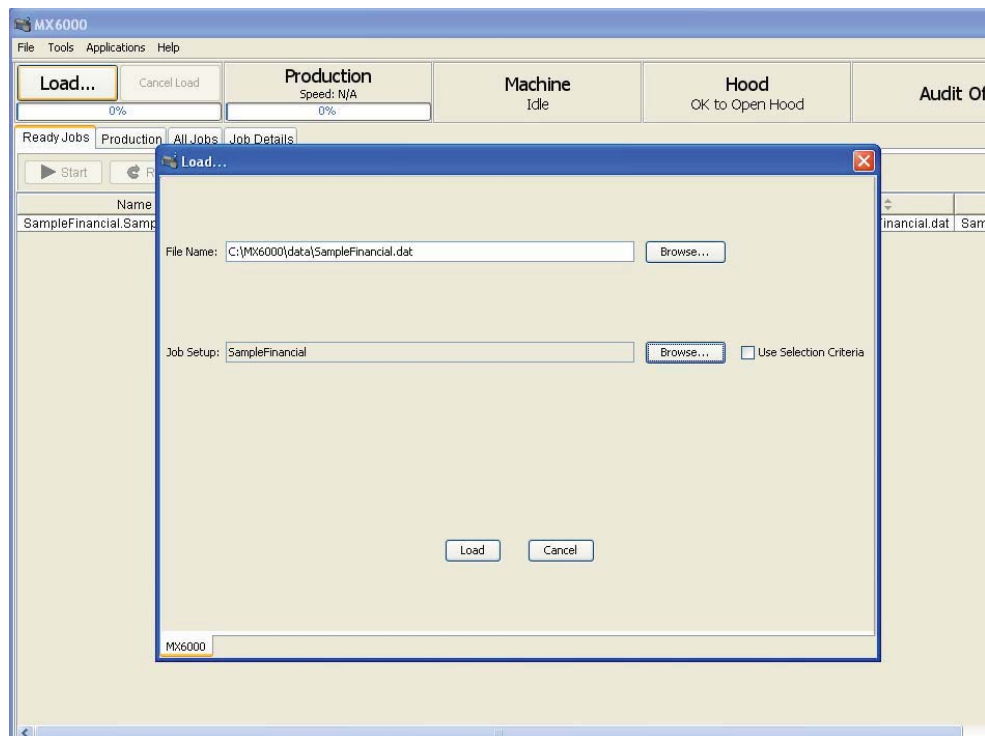 MX6000
File Tools Applications Help
Load... Cancel Load Production Machine Hood Audit
Speed: N/A Idle OK to Open Hood
0% 0%
Ready Jobs Production All Jobs Job Details
Start
Load...
Name
SampleFinancial.Samp inancial.dat Sam
File Name: C:\MX6000\data\SampleFinancial.dat Browse...
Job Setup: SampleFinancial Browse... Use Selection Criteria
Load Cancel
MX6000